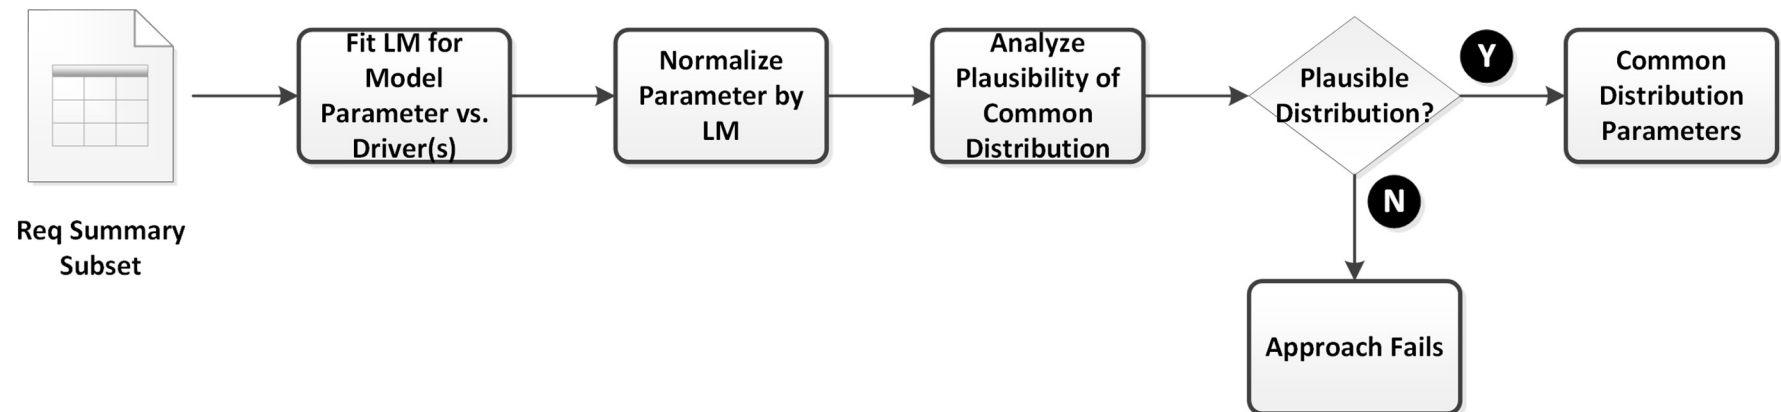 Req Summary
Subset
Fit LM for
Model
Parameter vs.
Driver(s)
Normalize
Parameter by
LM
Analyze
Plausibility of
Common
Distribution
Plausible
Distribution?
Y
Common
Distribution
Parameters
N
Approach Fails